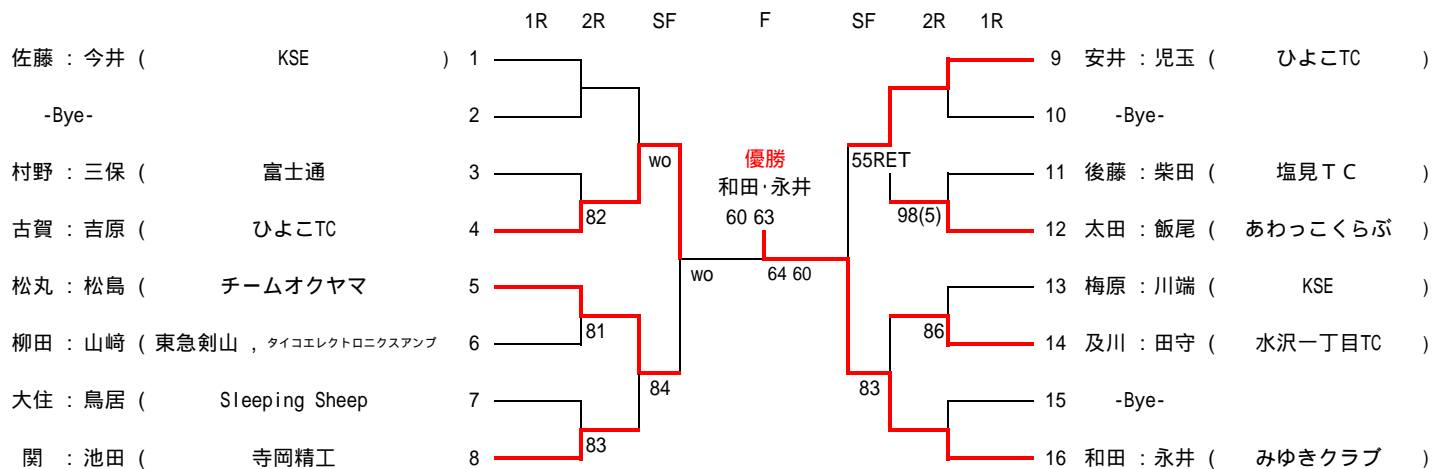 1R 2R SF F SF 2R 1R
佐藤 : 今井 ( KSE ) 1
9 安井 : 児玉 ( ひよこTC )
-Bye- 2
10 -Bye-
wo 優勝 55RET
村野 : 三保 ( 富士通 ) 3
和田・永井
11 後藤 : 柴田 ( 塩見TC )
82 60 63 98(5)
古賀 : 吉原 ( ひよこTC ) 4
12 太田 : 飯尾 ( あわっこくらぶ )
wo 64 60
松丸 : 松島 ( チームオクヤマ 5
13 梅原 : 川端 ( KSE )
81 86
柳田 : 山﨑 ( 東急剣山 , タイコエレクトロニクスアンプ 6
14 及川 : 田守 ( 水沢一丁目TC )
84 83
大住 : 鳥居 ( Sleeping Sheep 7
15 -Bye-
83
関 : 池田 ( 寺岡精工 8
16 和田 : 永井 ( みゆきクラブ )